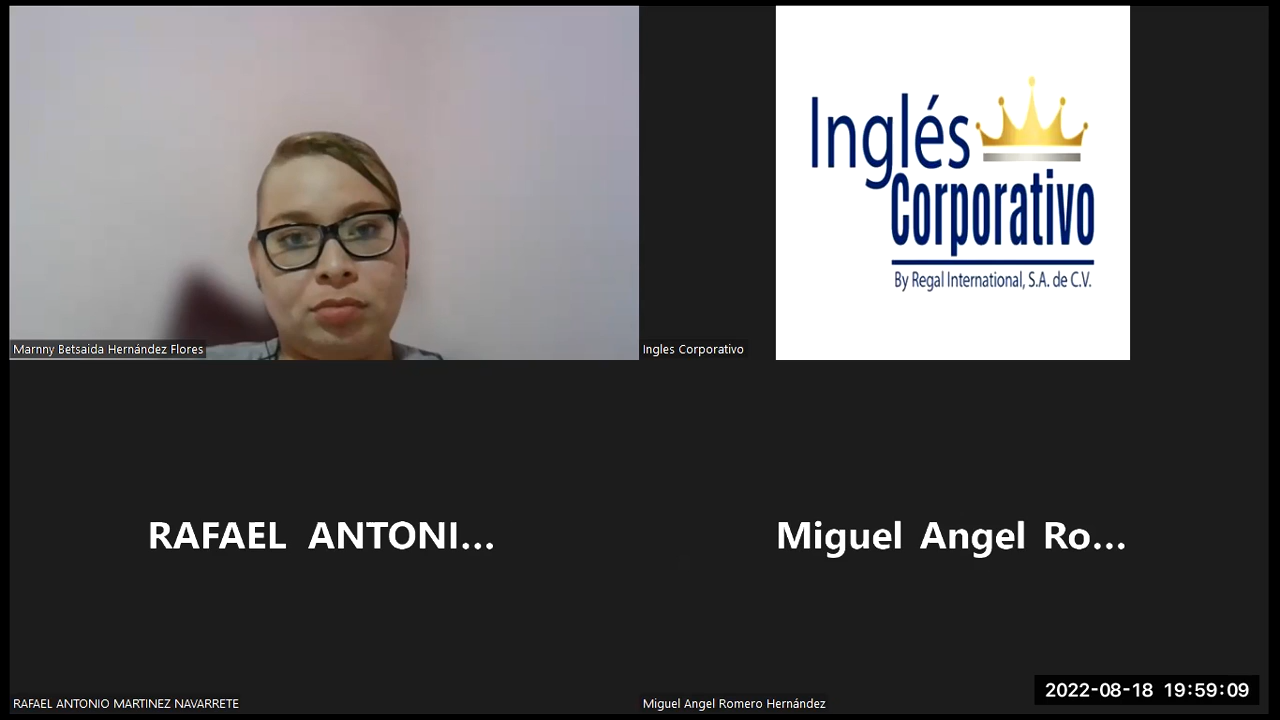 Inglés
Corporativo
By Regal International, S.A. de C.V.
Marnny Betsaida Hernández Flores
Ingles Corporativo
RAFAEL ANTONI...
Miguel Angel Ro...
2022-08-18 19:59:09
RAFAEL ANTONIO MARTINEZ NAVARRETE
Miguel Angel Romero Hernández